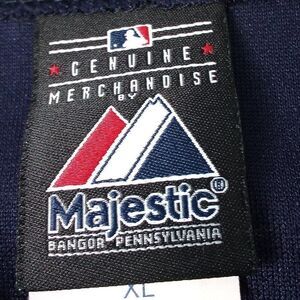 GENUINE
MERCHANDISE
BY
Majestic®
BANGOR, PENNSYLVANIA
XL